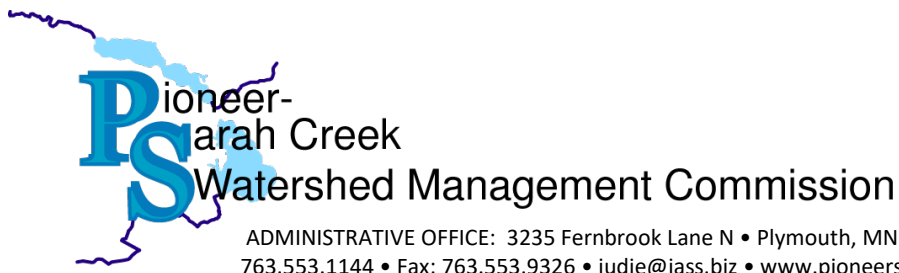 Pioneer-
Sarah Creek
Watershed Management Commission
ADMINISTRATIVE OFFICE: 3235 Fernbrook Lane N • Plymouth, MN
763.553.1144 • Fax: 763.553.9326 • judie@jass.biz • www.pioneers